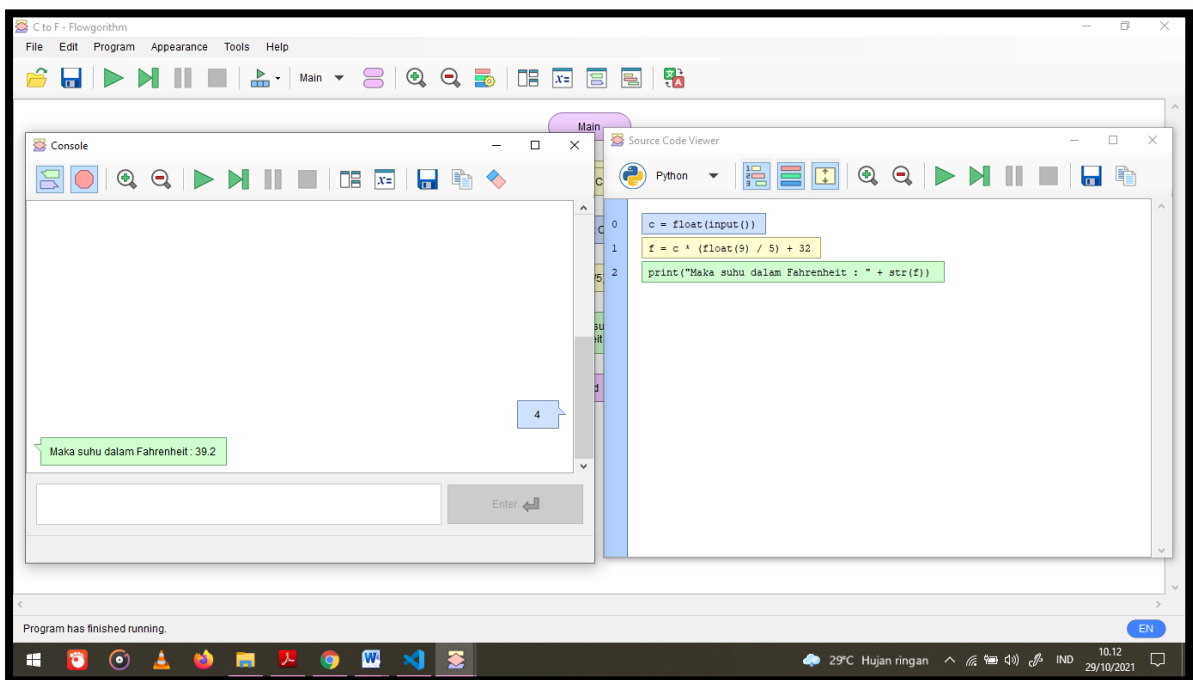 C to F - Flowgorithm
File Edit Program Appearance Tools Help
Main
Main
Console
Source Code Viewer
Python
0 c = float(input())
1 f = c * (float(9) / 5) + 32
2 print("Maka suhu dalam Fahrenheit : " + str(f))
4
Maka suhu dalam Fahrenheit : 39.2
Enter
Program has finished running.
EN
29°C Hujan ringan
IND
10.12
29/10/2021